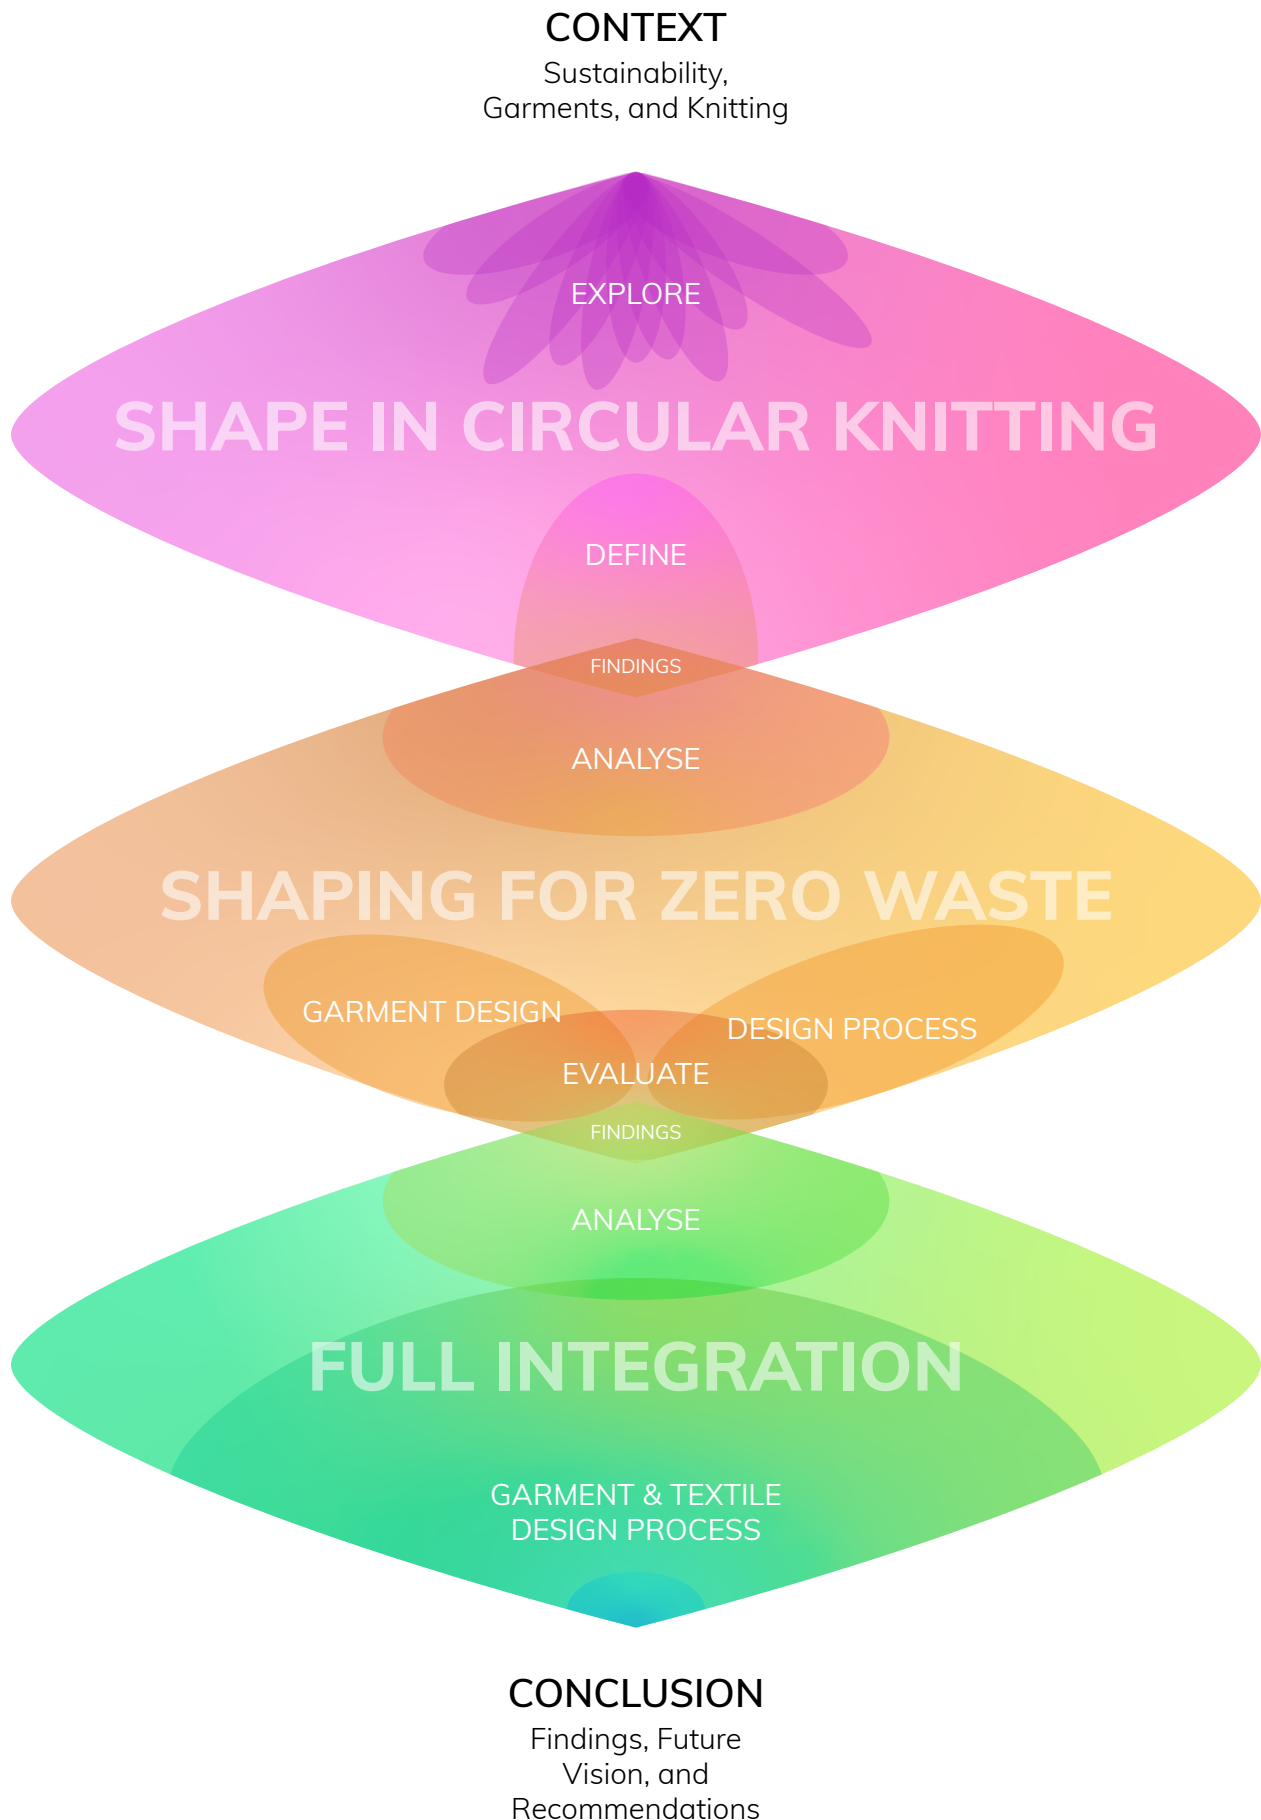 CONTEXT
Sustainability,
Garments, and Knitting
EXPLORE
SHAPE IN CIRCULAR KNITTING
DEFINE
FINDINGS
ANALYSE
SHAPING FOR ZERO WASTE
GARMENT DESIGN
DESIGN PROCESS
EVALUATE
FINDINGS
ANALYSE
FULL INTEGRATION
GARMENT & TEXTILE
DESIGN PROCESS
CONCLUSION
Findings, Future
Vision, and
Recommendations